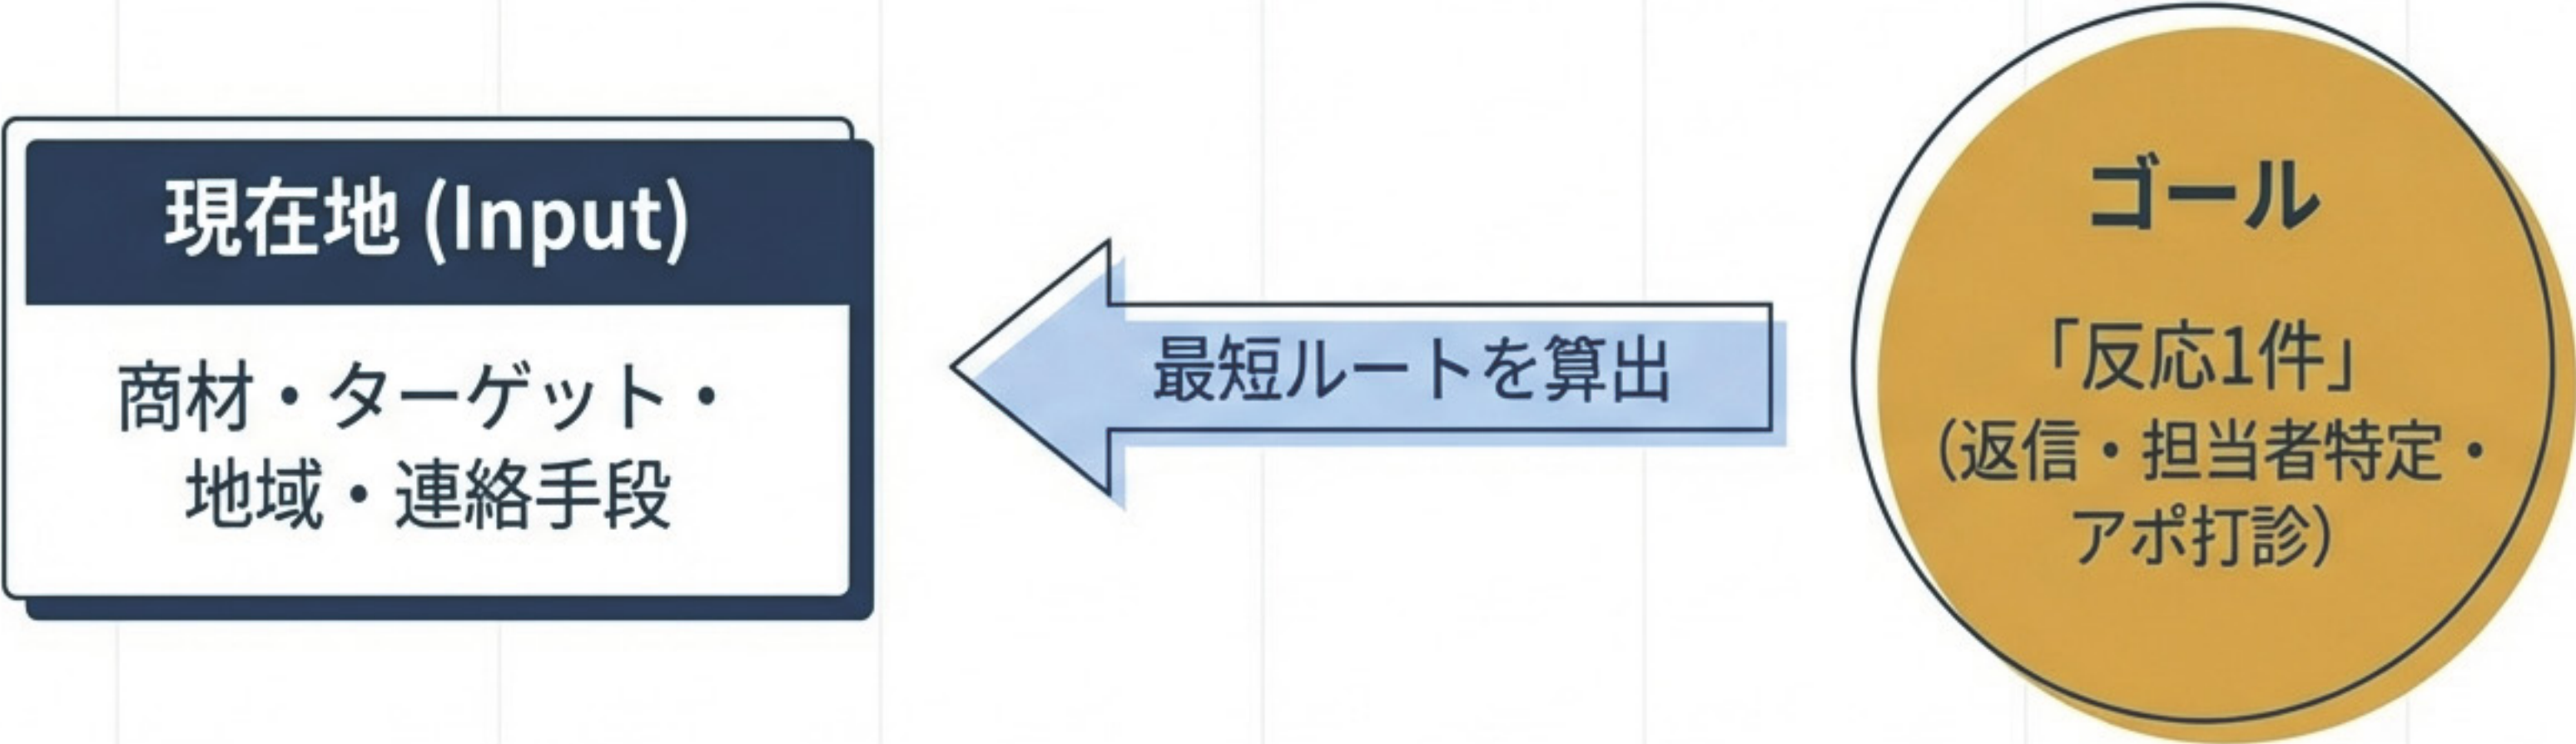 現在地 (Input)
商材・ターゲット・
地域・連絡手段
最短ルートを算出
ゴール
「反応1件」
（返信・担当者特定・
アポ打診）